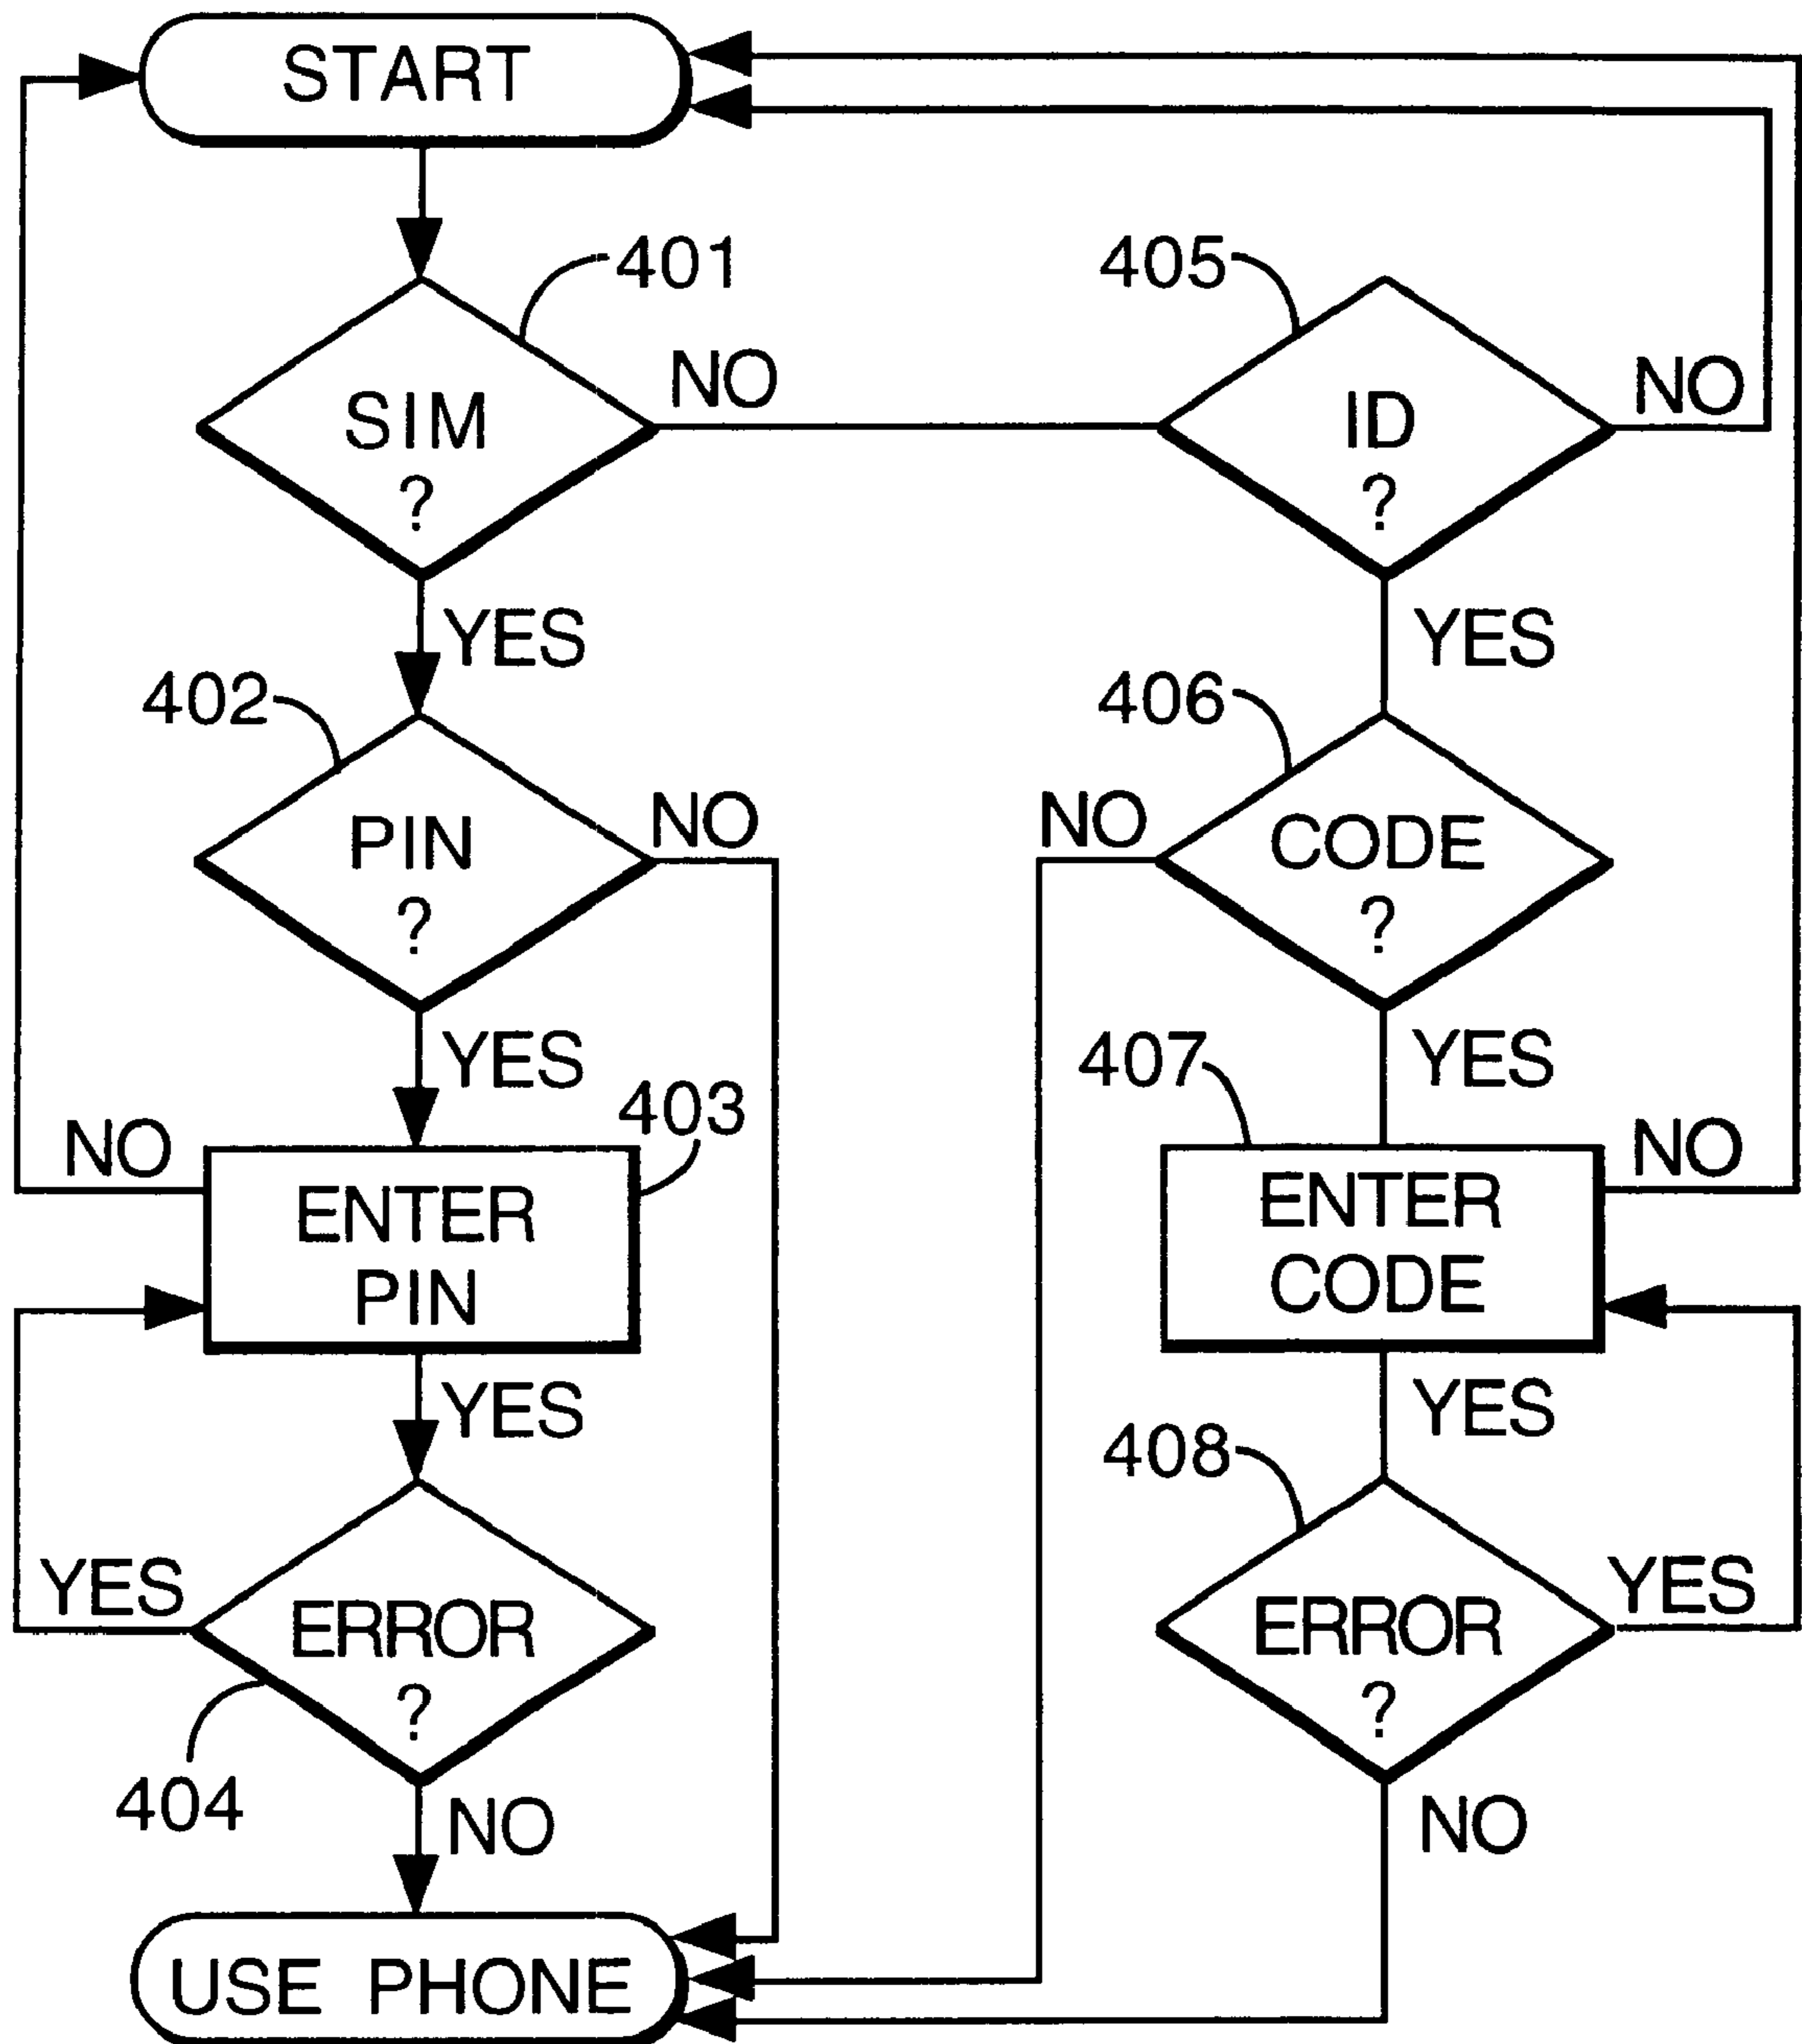 START
401
405
SIM
?
NO
ID
?
NO
YES
YES
402
406
PIN
?
NO
NO
CODE
?
YES
YES
403
407
NO
ENTER
PIN
ENTER
CODE
NO
YES
YES
408
YES
ERROR
?
ERROR
?
YES
404
NO
NO
USE PHONE